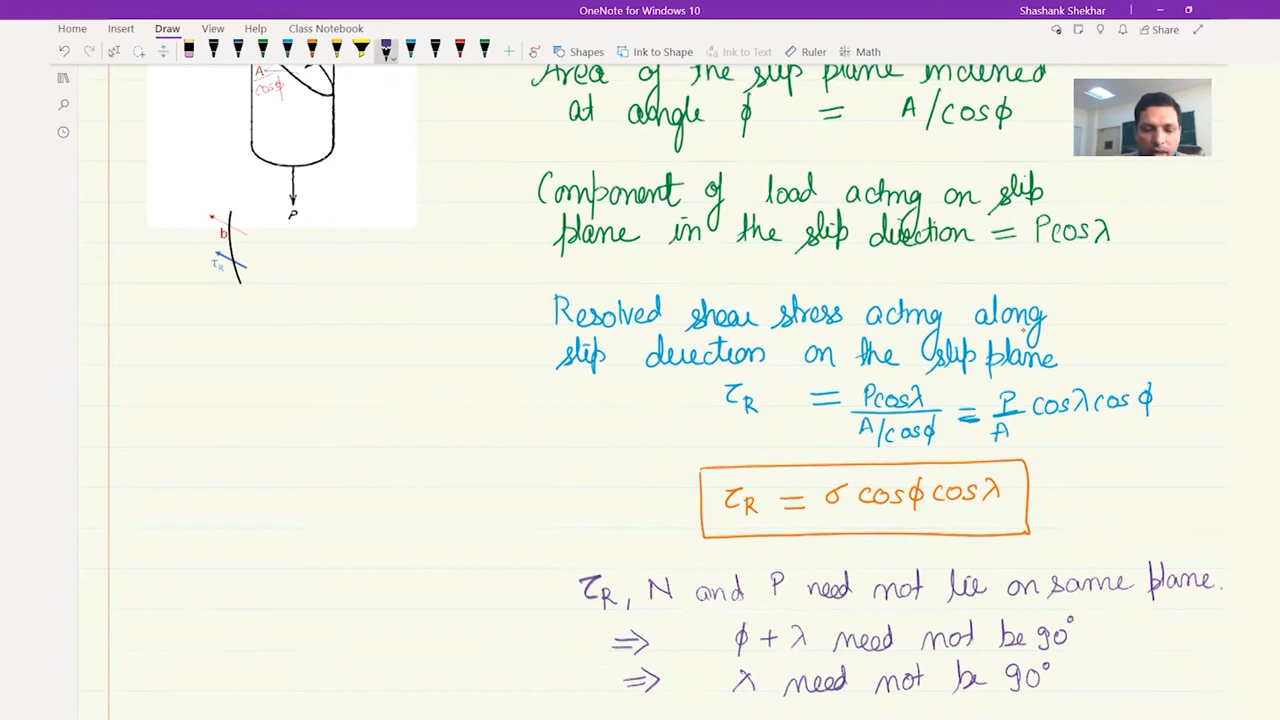 OneNote for Windows 10
Shashank Shekhar
Home Insert Draw View Help Class Notebook
Share
Shapes Ink to Shape Ink to Text Ruler Math
A
cosϕ
P
b
τR
Area of the slip plane inclined
at aangle ϕ = A/cosϕ
Component of load acting on slip
plane in the slip direction = Pcosλ
Resolved shear stress acting along
slip direction on the slip plane
τR = Pcosλ / A/cosϕ = P/A cosλcosϕ
τR = σ cosϕ cosλ
τR, N and P need not lie on same plane.
⇒ ϕ + λ need not be 90°
⇒ λ need not be 90°